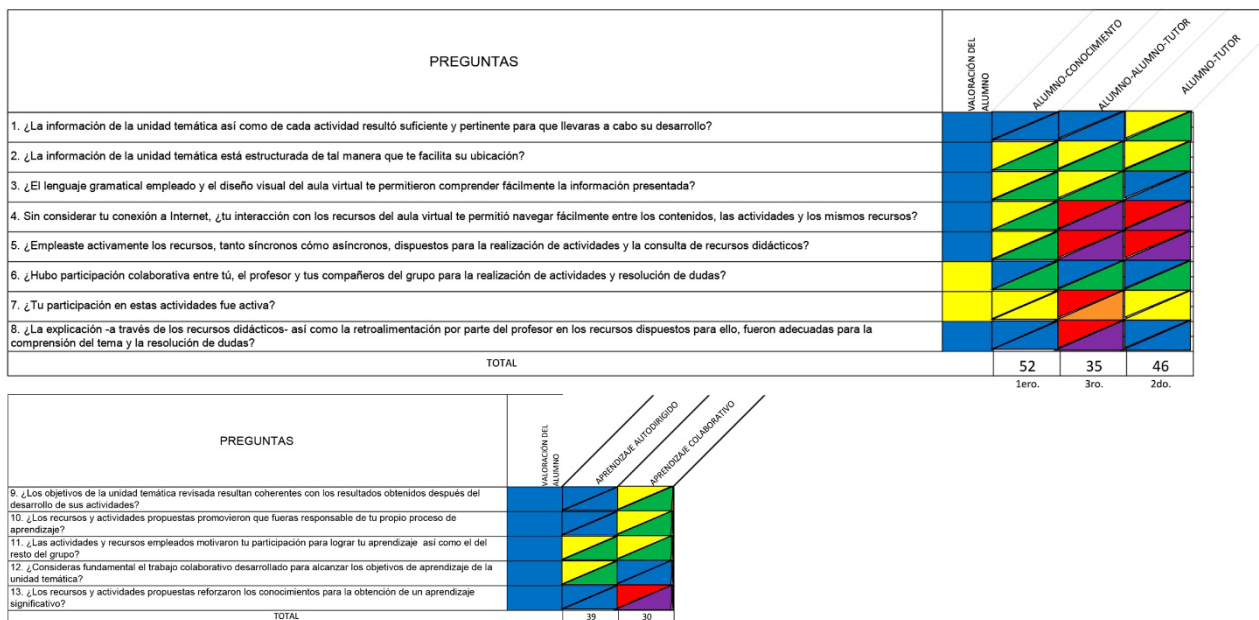 PREGUNTAS
VALORACIÓN DEL
ALUMNO
ALUMNO-CONOCIMIENTO
ALUMNO-ALUMNO-TUTOR
ALUMNO-TUTOR
1. ¿La información de la unidad temática así como de cada actividad resultó suficiente y pertinente para que llevaras a cabo su desarrollo?
2. ¿La información de la unidad temática está estructurada de tal manera que te facilita su ubicación?
3. ¿El lenguaje gramatical empleado y el diseño visual del aula virtual te permitieron comprender fácilmente la información presentada?
4. Sin considerar tu conexión a Internet, ¿tu interacción con los recursos del aula virtual te permitió navegar fácilmente entre los contenidos, las actividades y los mismos recursos?
5. ¿Empleaste activamente los recursos, tanto síncronos cómo asíncronos, dispuestos para la realización de actividades y la consulta de recursos didácticos?
6. ¿Hubo participación colaborativa entre tú, el profesor y tus compañeros del grupo para la realización de actividades y resolución de dudas?
7. ¿Tu participación en estas actividades fue activa?
8. ¿La explicación -a través de los recursos didácticos- así como la retroalimentación por parte del profesor en los recursos dispuestos para ello, fueron adecuadas para la
comprensión del tema y la resolución de dudas?
TOTAL
52
35
46
1ero.
3ro.
2do.
PREGUNTAS
VALORACIÓN DEL
ALUMNO
APRENDIZAJE AUTODIRIGIDO
APRENDIZAJE COLABORATIVO
9. ¿Los objetivos de la unidad temática revisada resultan coherentes con los resultados obtenidos después del
desarrollo de sus actividades?
10. ¿Los recursos y actividades propuestas promovieron que fueras responsable de tu propio proceso de
aprendizaje?
11. ¿Las actividades y recursos empleados motivaron tu participación para lograr tu aprendizaje así como el del
resto del grupo?
12. ¿Consideras fundamental el trabajo colaborativo desarrollado para alcanzar los objetivos de aprendizaje de la
unidad temática?
13. ¿Los recursos y actividades propuestas reforzaron los conocimientos para la obtención de un aprendizaje
significativo?
TOTAL
39
30